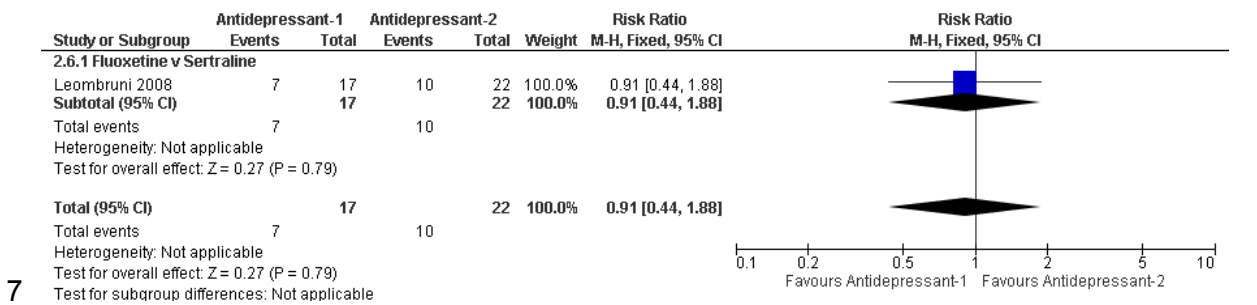 Antidepressant-1 Antidepressant-2 Risk Ratio Risk Ratio
Study or Subgroup Events Total Events Total Weight M-H, Fixed, 95% CI M-H, Fixed, 95% CI
2.6.1 Fluoxetine v Sertraline
Leombruni 2008 7 17 10 22 100.0% 0.91 [0.44, 1.88]
Subtotal (95% CI) 17 22 100.0% 0.91 [0.44, 1.88]
Total events 7 10
Heterogeneity: Not applicable
Test for overall effect: Z = 0.27 (P = 0.79)
Total (95% CI) 17 22 100.0% 0.91 [0.44, 1.88]
Total events 7 10
Heterogeneity: Not applicable
Test for overall effect: Z = 0.27 (P = 0.79)
7 Test for subgroup differences: Not applicable
0.1 0.2 0.5 1 2 5 10
Favours Antidepressant-1 Favours Antidepressant-2